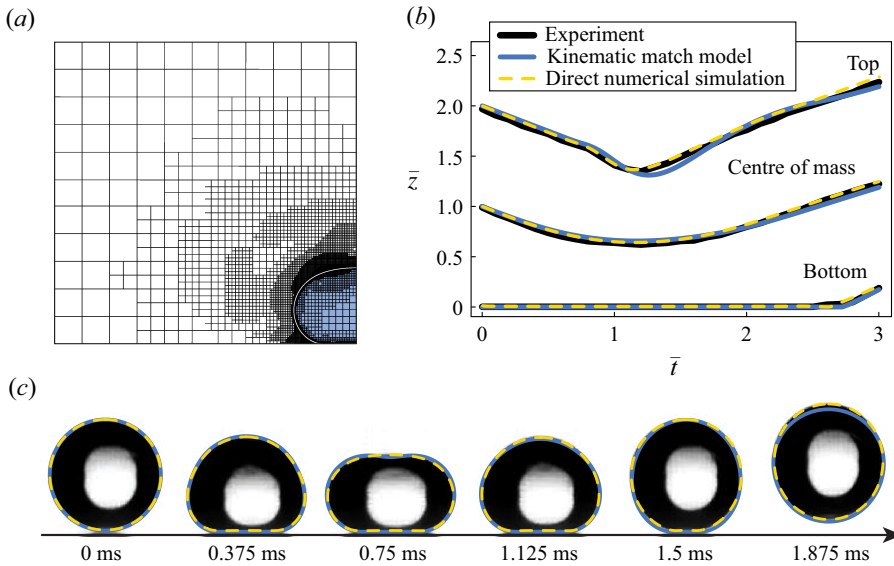 (a)
(b)
Experiment
Kinematic match model
Direct numerical simulation
2.5
2.0
1.5
1.0
0.5
0
z̄
Top
Centre of mass
Bottom
0 1 2 3
t̄
(c)
0 ms 0.375 ms 0.75 ms 1.125 ms 1.5 ms 1.875 ms